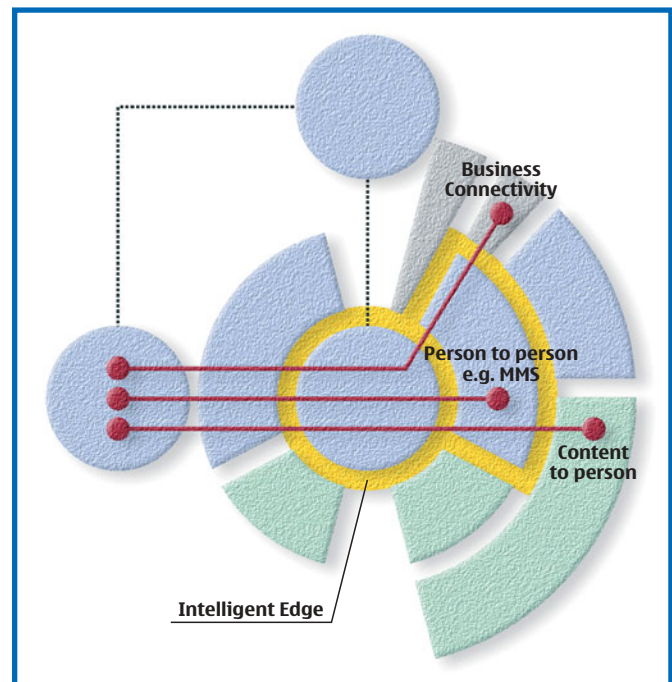 Business
Connectivity
Person to person
e.g. MMS
Content
to person
Intelligent Edge